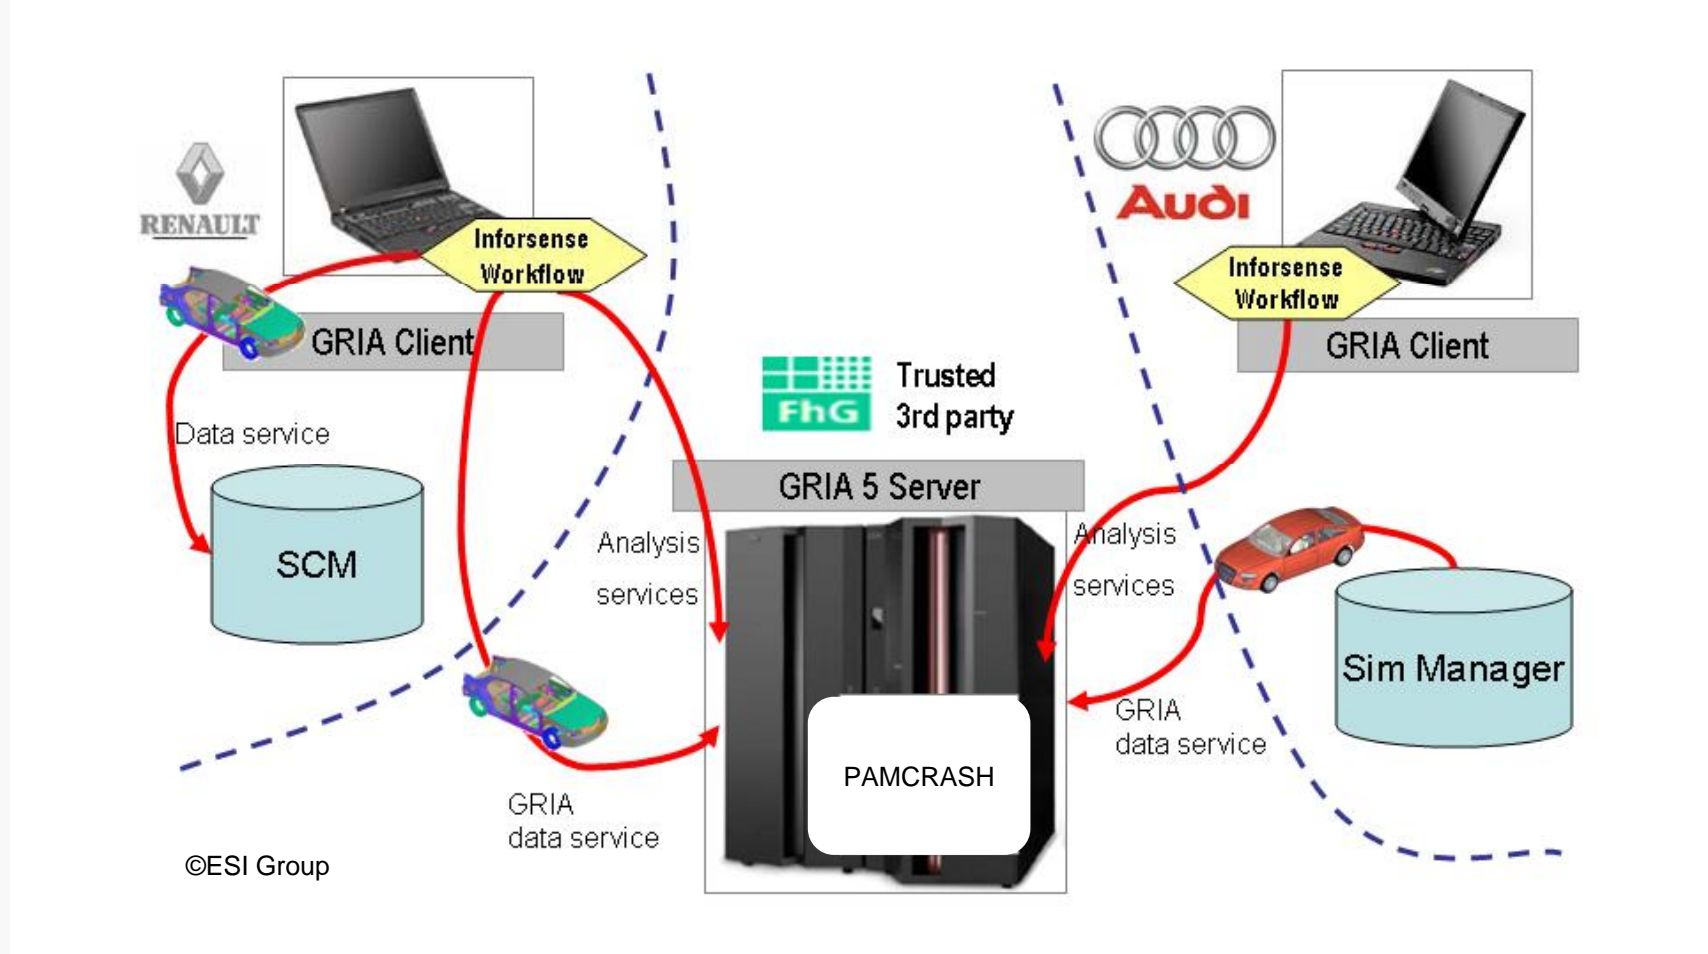 RENAULT
Inforsense
Workflow
GRIA Client
Data service
SCM
Audi
Inforsense
Workflow
GRIA Client
FhG
Trusted
3rd party
GRIA 5 Server
Analysis
services
Analysis
services
PAMCRASH
GRIA
data service
GRIA
data service
Sim Manager
©ESI Group